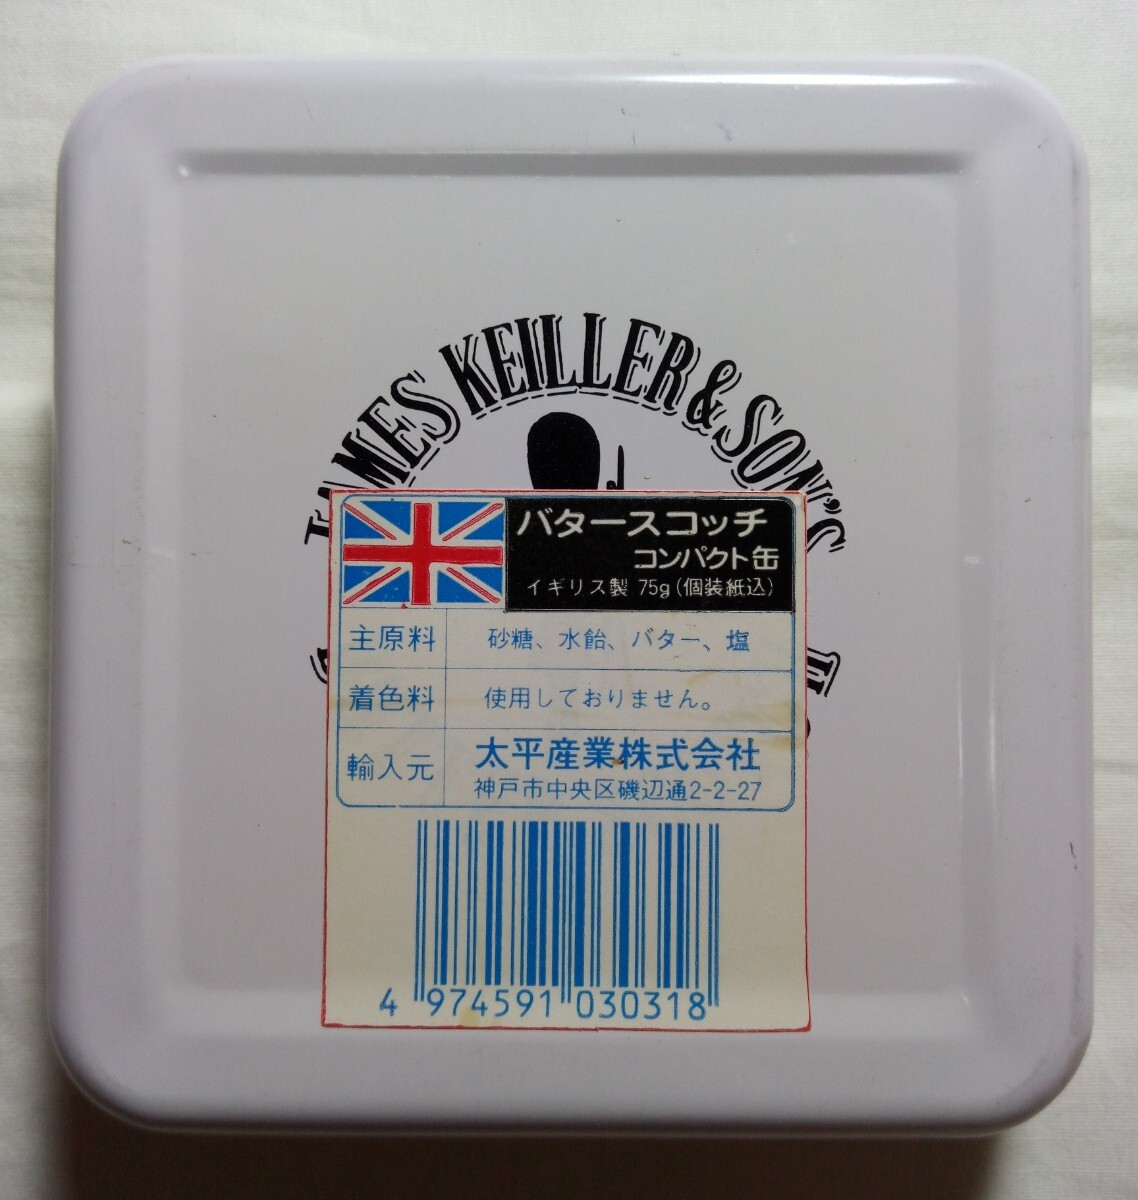 JAMES KEILLER & SON'S
バタースコッチ
コンパクト缶
イギリス製 75g(個装紙込)
主原料 砂糖、水飴、バター、塩
着色料 使用しておりません。
輸入元 太平産業株式会社
神戸市中央区磯辺通2-2-27
4 974591 030318